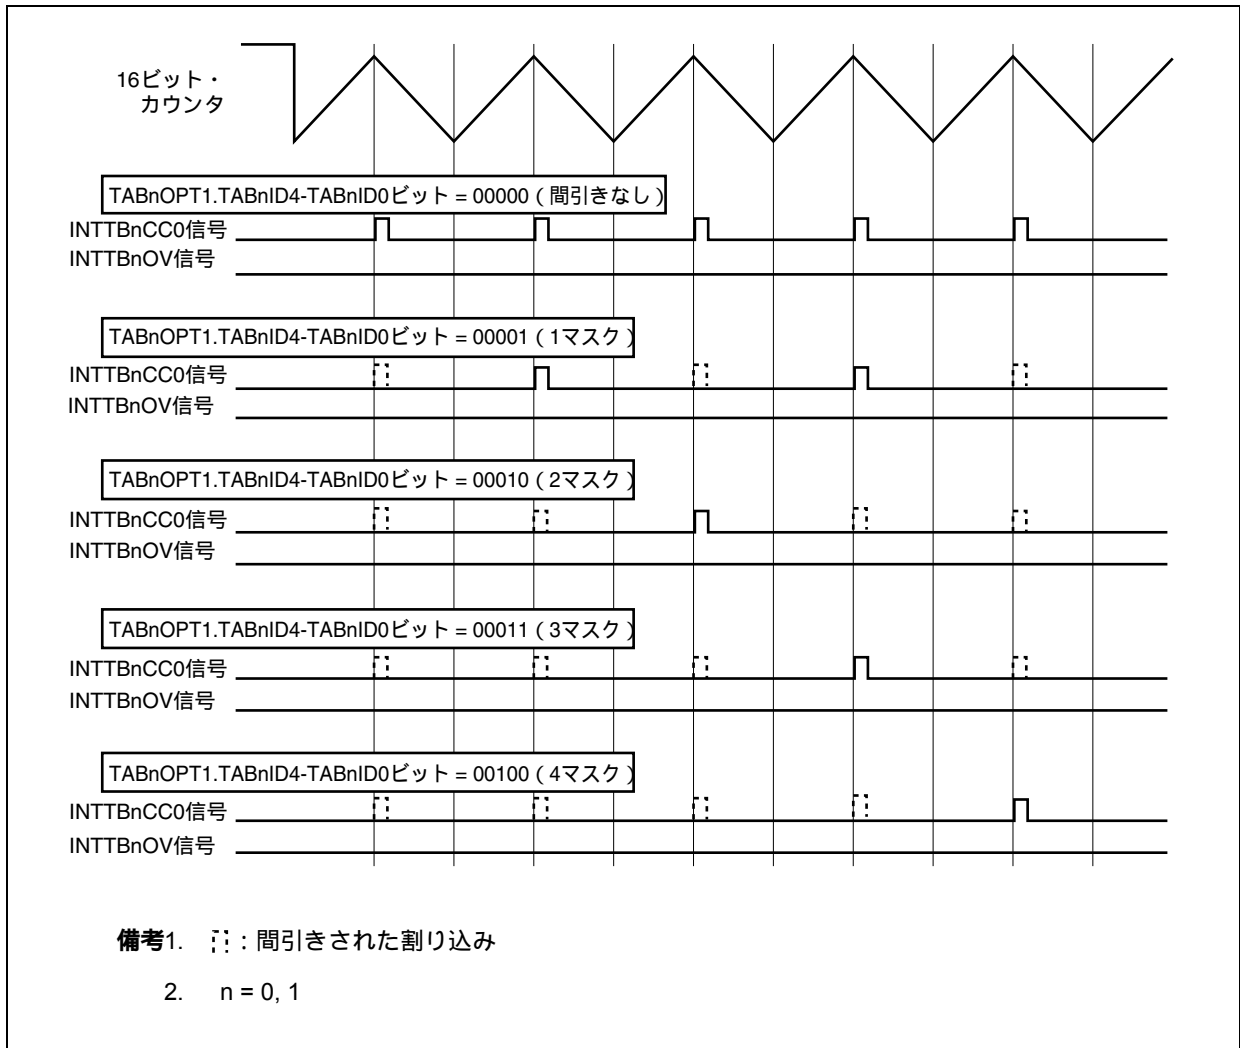 16ビット・
カウンタ
TABnOPT1.TABnID4-TABnID0ビット = 00000（間引きなし）
INTTBnCC0信号
INTTBnOV信号
TABnOPT1.TABnID4-TABnID0ビット = 00001（1マスク）
INTTBnCC0信号
INTTBnOV信号
TABnOPT1.TABnID4-TABnID0ビット = 00010（2マスク）
INTTBnCC0信号
INTTBnOV信号
TABnOPT1.TABnID4-TABnID0ビット = 00011（3マスク）
INTTBnCC0信号
INTTBnOV信号
TABnOPT1.TABnID4-TABnID0ビット = 00100（4マスク）
INTTBnCC0信号
INTTBnOV信号
備考1. ：間引きされた割り込み
2. n = 0, 1